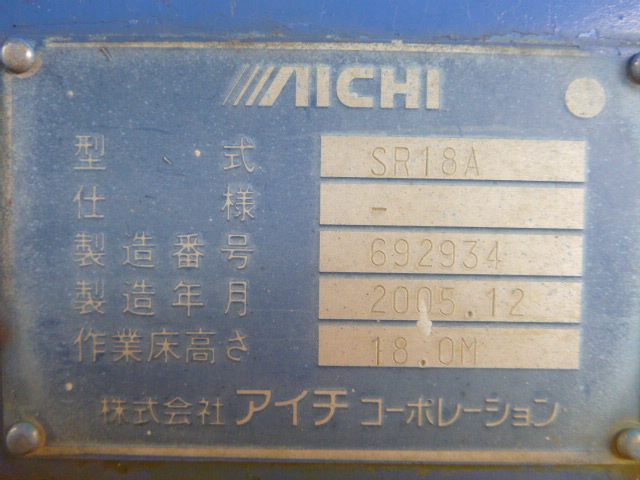 AICHI
型式 SR18A
仕様 -
製造番号 692934
製造年月 2005.12
作業床高さ 18.0M
株式会社 アイチ コーポレーション